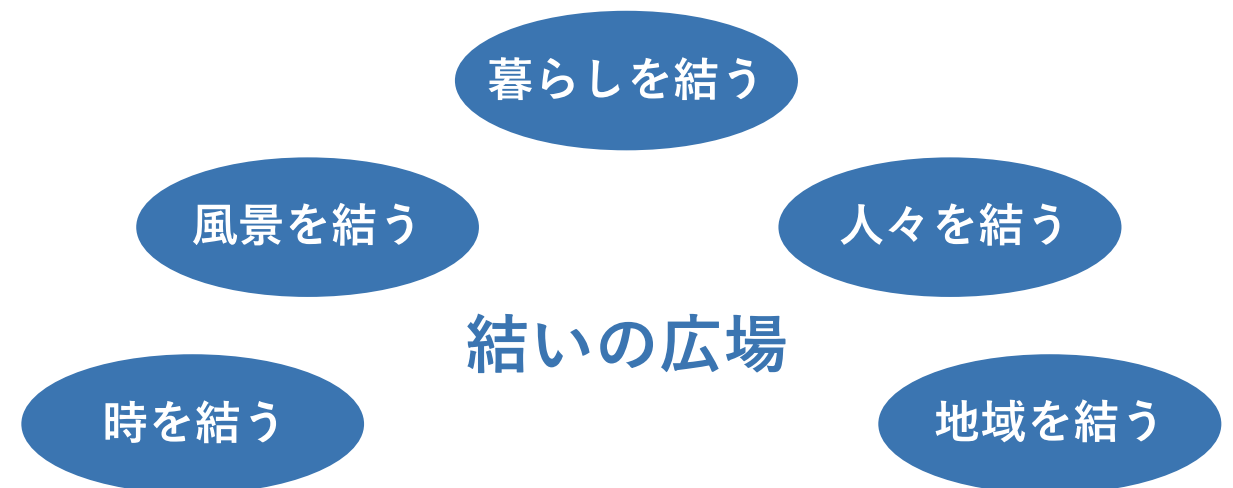 暮らしを結う
風景を結う
人々を結う
結いの広場
時を結う
地域を結う